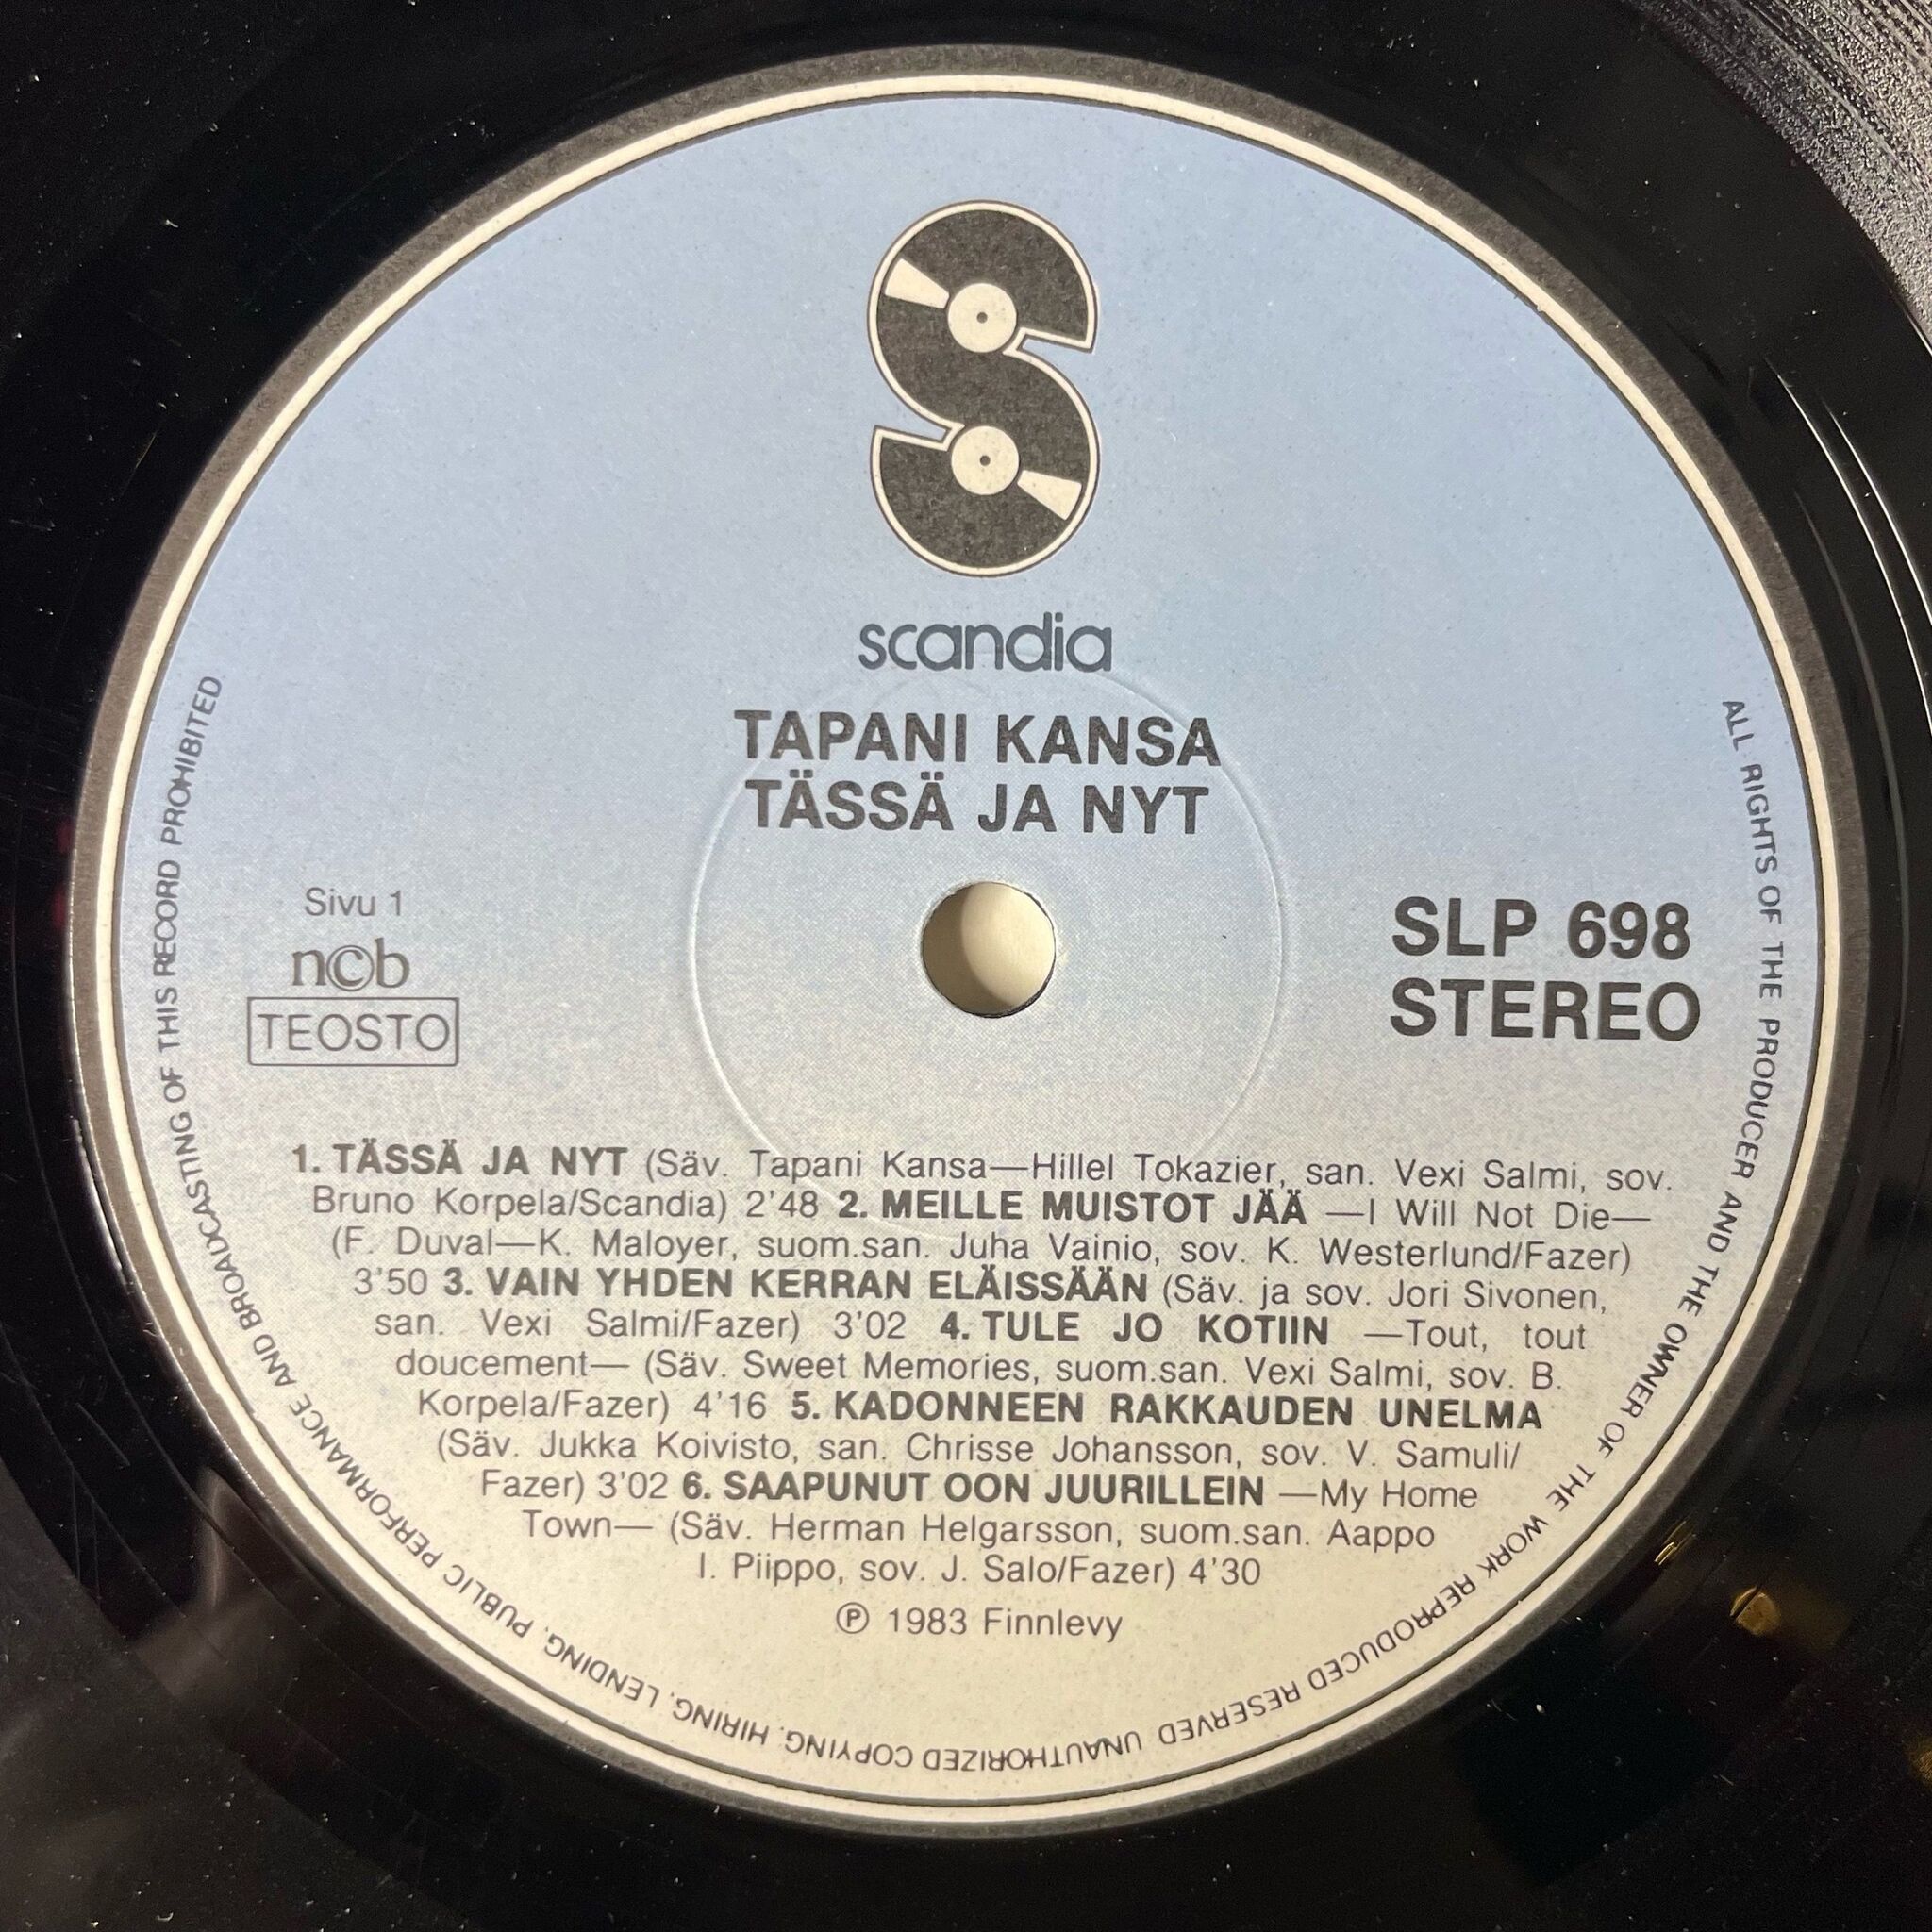 scandia
TAPANI KANSA
TÄSSÄ JA NYT
Sivu 1
n©b
TEOSTO
SLP 698
STEREO
1. TÄSSÄ JA NYT (Säv. Tapani Kansa—Hillel Tokazier, san. Vexi Salmi, sov.
Bruno Korpela/Scandia) 2'48 2. MEILLE MUISTOT JÄÄ —I Will Not Die—
(F. Duval—K. Maloyer, suom.san. Juha Vainio, sov. K. Westerlund/Fazer)
3'50 3. VAIN YHDEN KERRAN ELÄISSÄÄN (Säv. ja sov. Jori Sivonen,
san. Vexi Salmi/Fazer) 3'02 4. TULE JO KOTIIN —Tout, tout
doucement— (Säv. Sweet Memories, suom.san. Vexi Salmi, sov. B.
Korpela/Fazer) 4'16 5. KADONNEEN RAKKAUDEN UNELMA
(Säv. Jukka Koivisto, san. Chrisse Johansson, sov. V. Samuli/
Fazer) 3'02 6. SAAPUNUT OON JUURILLEIN —My Home
Town— (Säv. Herman Helgarsson, suom.san. Aappo
I. Piippo, sov. J. Salo/Fazer) 4'30
℗ 1983 Finnlevy
ALL RIGHTS OF THE PRODUCER AND THE OWNER OF THE WORK REPRODUCED RESERVED UNAUTHORIZED COPYING, HIRING, LENDING, PUBLIC PERFORMANCE AND BROADCASTING OF THIS RECORD PROHIBITED